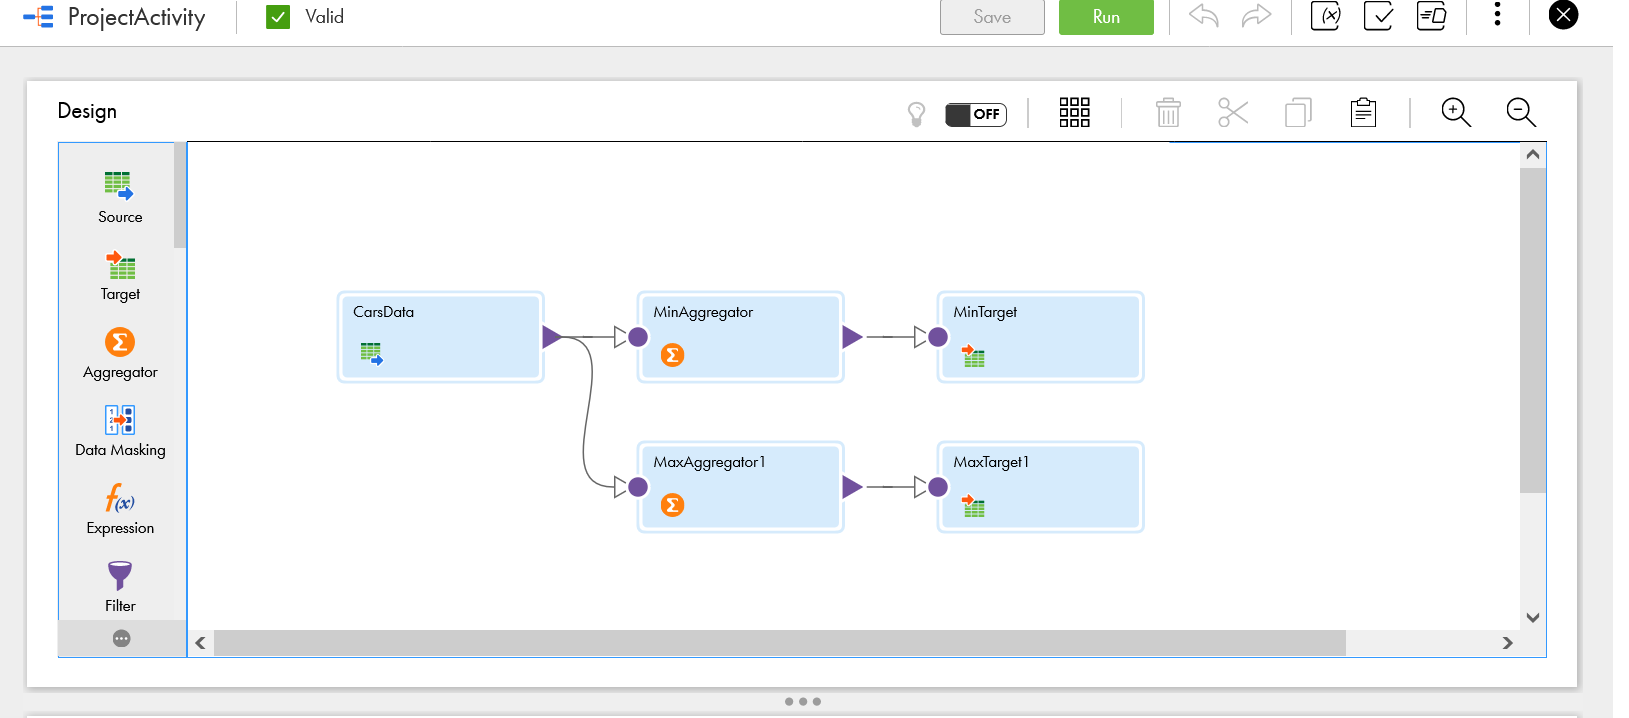 ProjectActivity
Valid
Save
Run
Design
OFF
Source
Target
Aggregator
Data Masking
Expression
Filter
CarsData
MinAggregator
MinTarget
MaxAggregator1
MaxTarget1